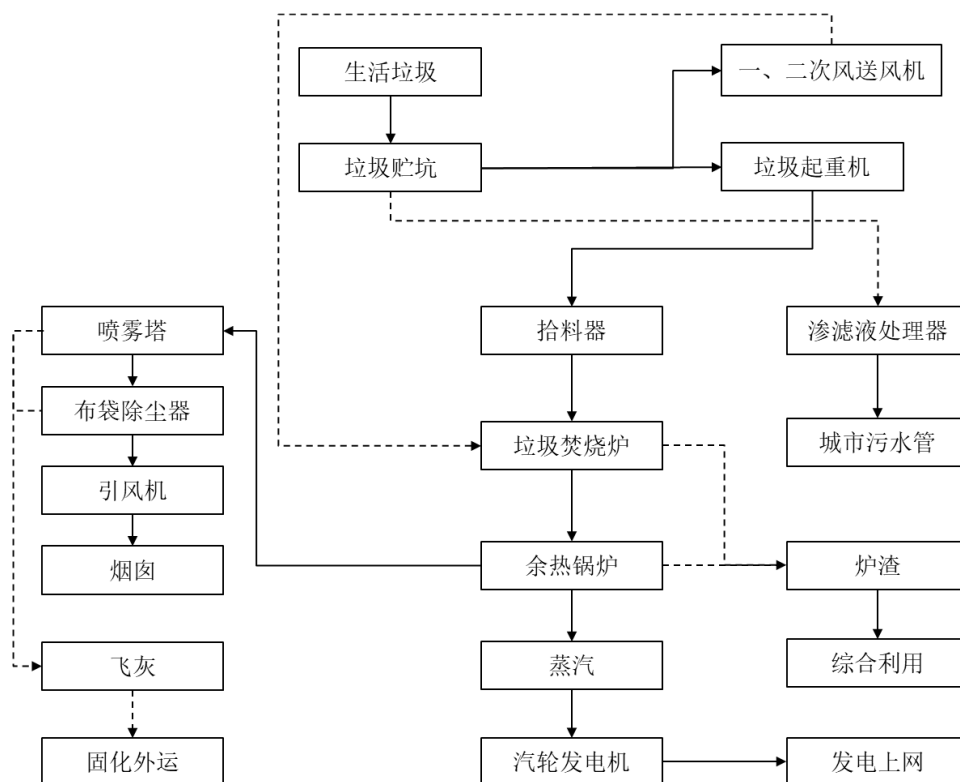 生活垃圾
一、二次风送风机
垃圾贮坑
垃圾起重机
喷雾塔
拾料器
渗滤液处理器
布袋除尘器
垃圾焚烧炉
城市污水管
引风机
烟囱
余热锅炉
炉渣
飞灰
蒸汽
综合利用
固化外运
汽轮发电机
发电上网